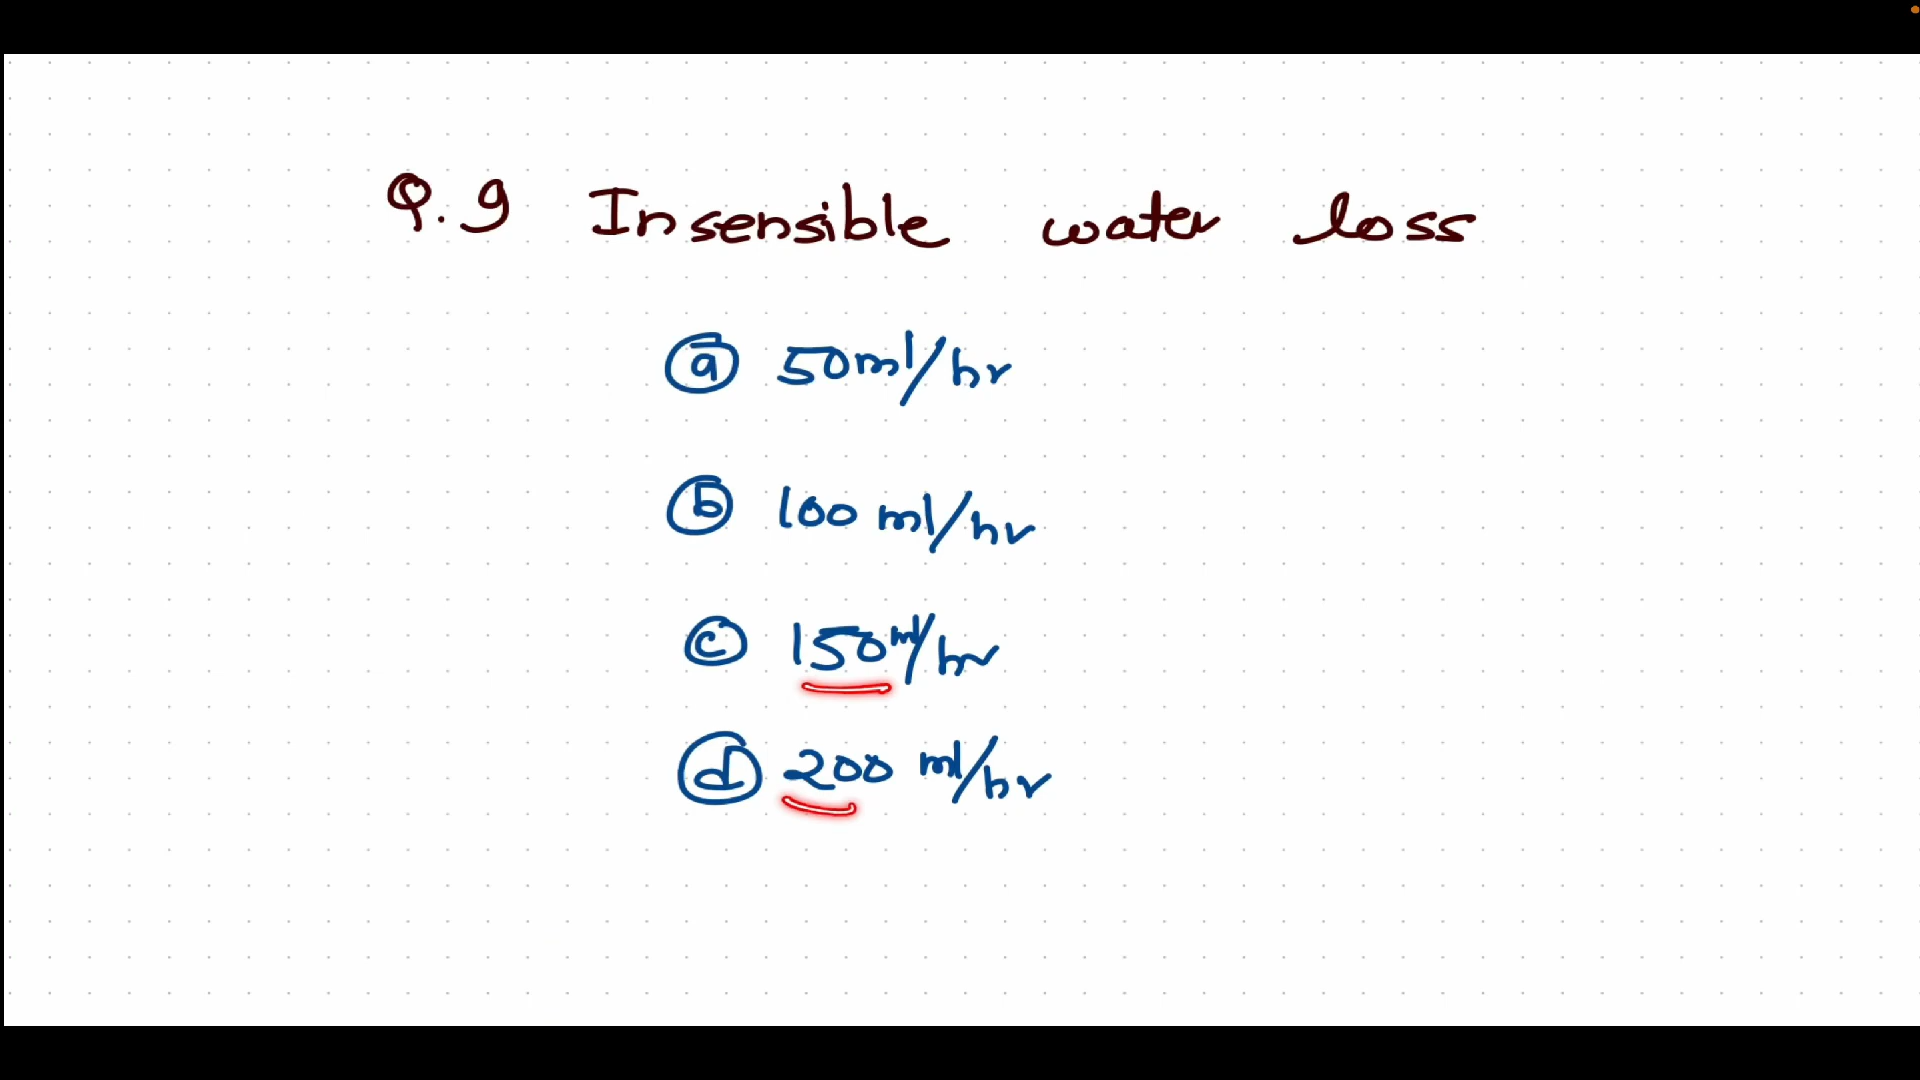 Q.9 Insensible water loss
a 50ml/hr
b 100 ml/hr
c 150ml/hr
d 200 ml/hr